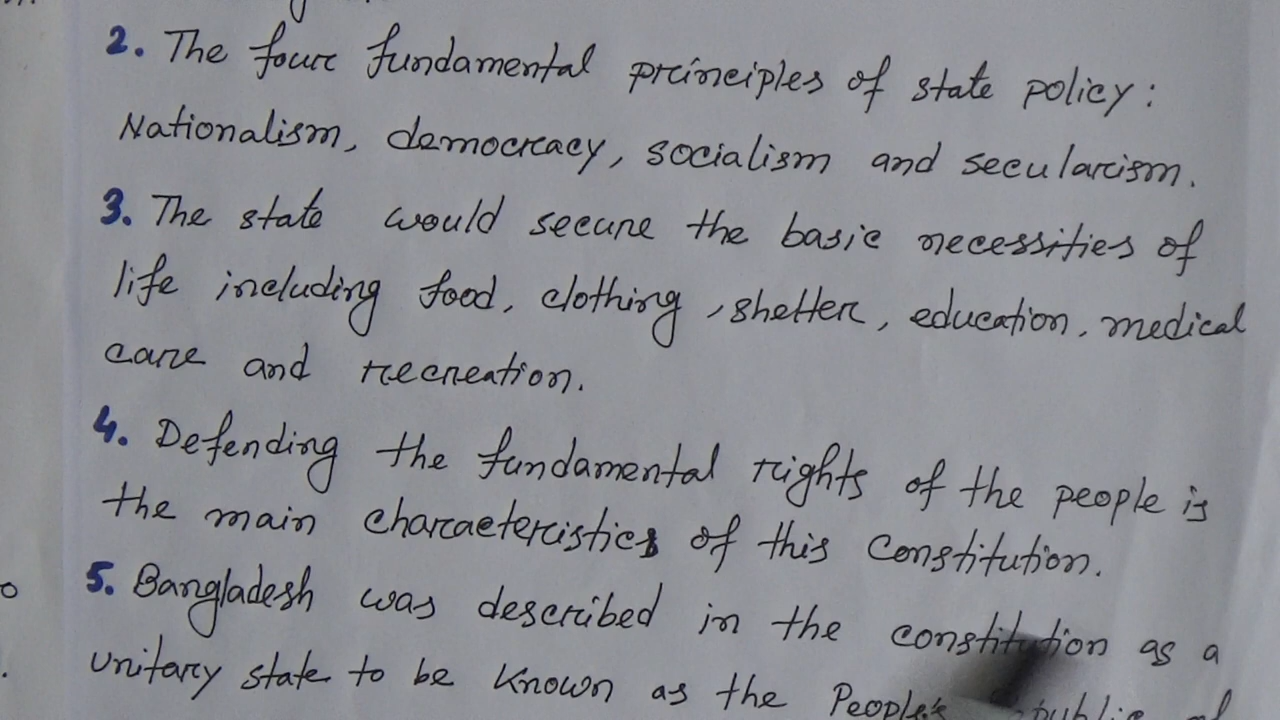 2. The four fundamental principles of state policy:
Nationalism, democracy, socialism and secularism.
3. The state would secure the basic necessities of
life including food, clothing, shelter, education, medical
care and recreation.
4. Defending the fundamental rights of the people is
the main characteristics of this Constitution.
5. Bangladesh was described in the constitution as a
unitary state to be known as the People's